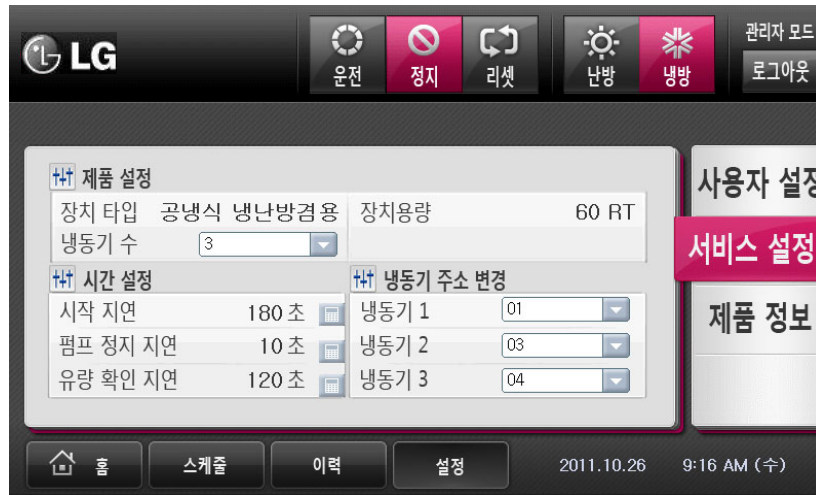 LG
운전
정지
리셋
난방
냉방
관리자 모드
로그아웃
제품 설정
장치 타입 공냉식 냉난방겸용 장치용량 60 RT
냉동기 수 3
시간 설정
시작 지연 180 초
펌프 정지 지연 10 초
유량 확인 지연 120 초
냉동기 주소 변경
냉동기 1 01
냉동기 2 03
냉동기 3 04
사용자 설정
서비스 설정
제품 정보
홈
스케줄
이력
설정
2011.10.26 9:16 AM (수)